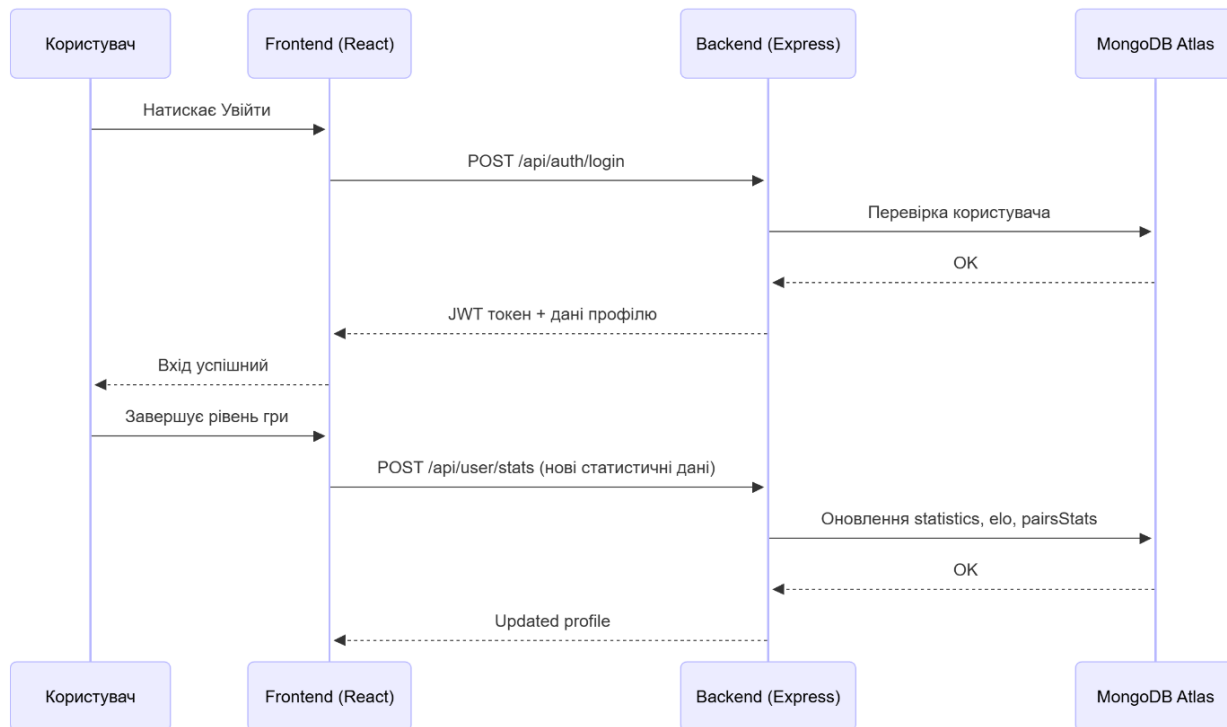 Користувач
Frontend (React)
Backend (Express)
MongoDB Atlas
Натискає Увійти
POST /api/auth/login
Перевірка користувача
OK
JWT токен + дані профілю
Вхід успішний
Завершує рівень гри
POST /api/user/stats (нові статистичні дані)
Оновлення statistics, elo, pairsStats
OK
Updated profile
Користувач
Frontend (React)
Backend (Express)
MongoDB Atlas